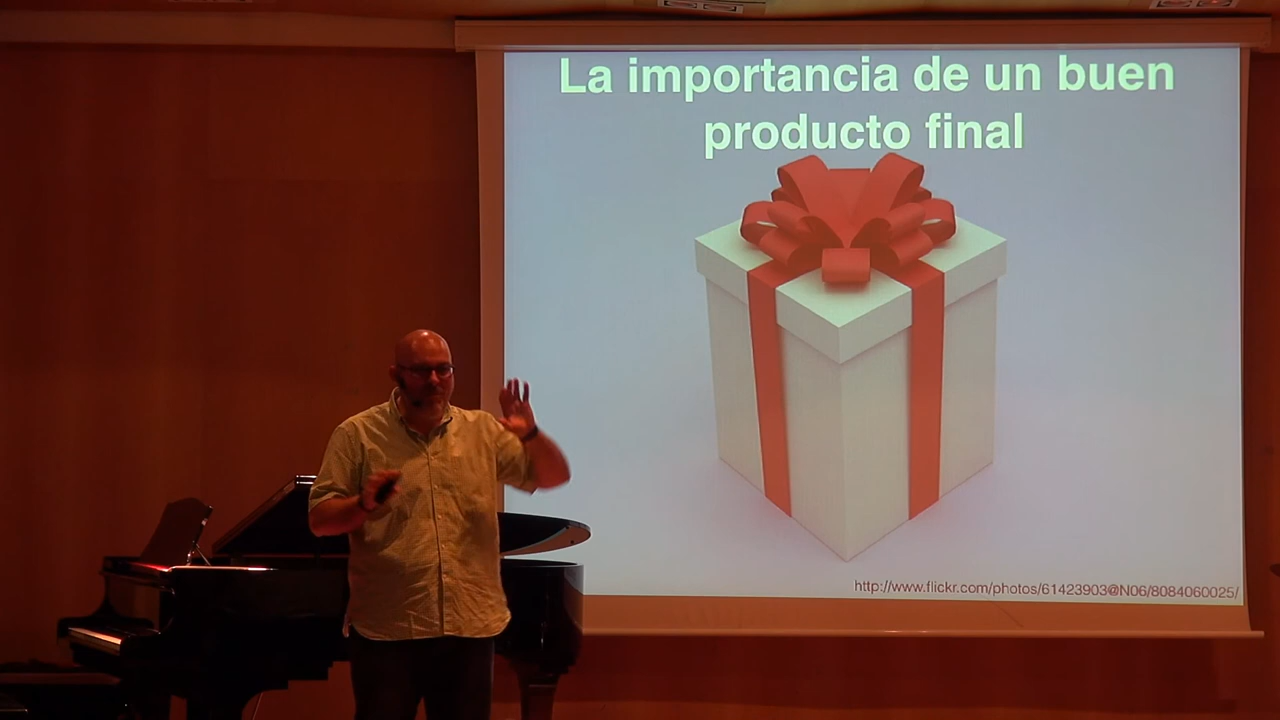 La importancia de un buen
producto final
http://www.flickr.com/photos/61423903@N06/8084060025/